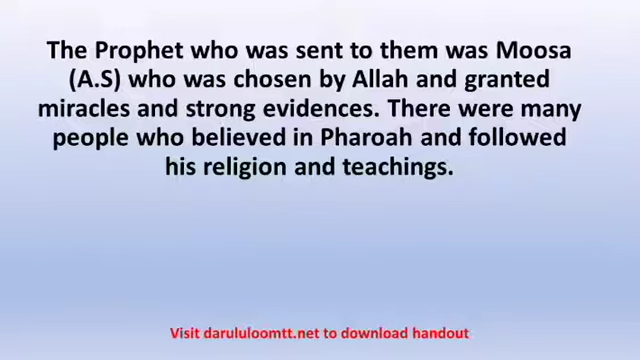 The Prophet who was sent to them was Moosa
(A.S) who was chosen by Allah and granted
miracles and strong evidences. There were many
people who believed in Pharoah and followed
his religion and teachings.
Visit darululoomtt.net to download handout